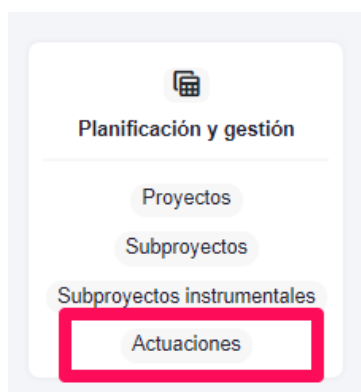 Planificación y gestión
Proyectos
Subproyectos
Subproyectos instrumentales
Actuaciones